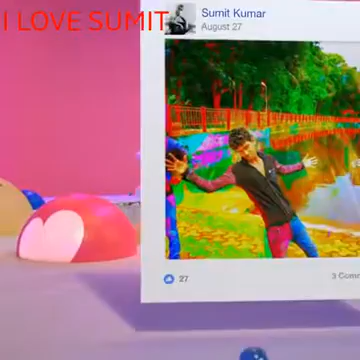 I LOVE SUMIT
Sumit Kumar
August 27
27
3 Comm